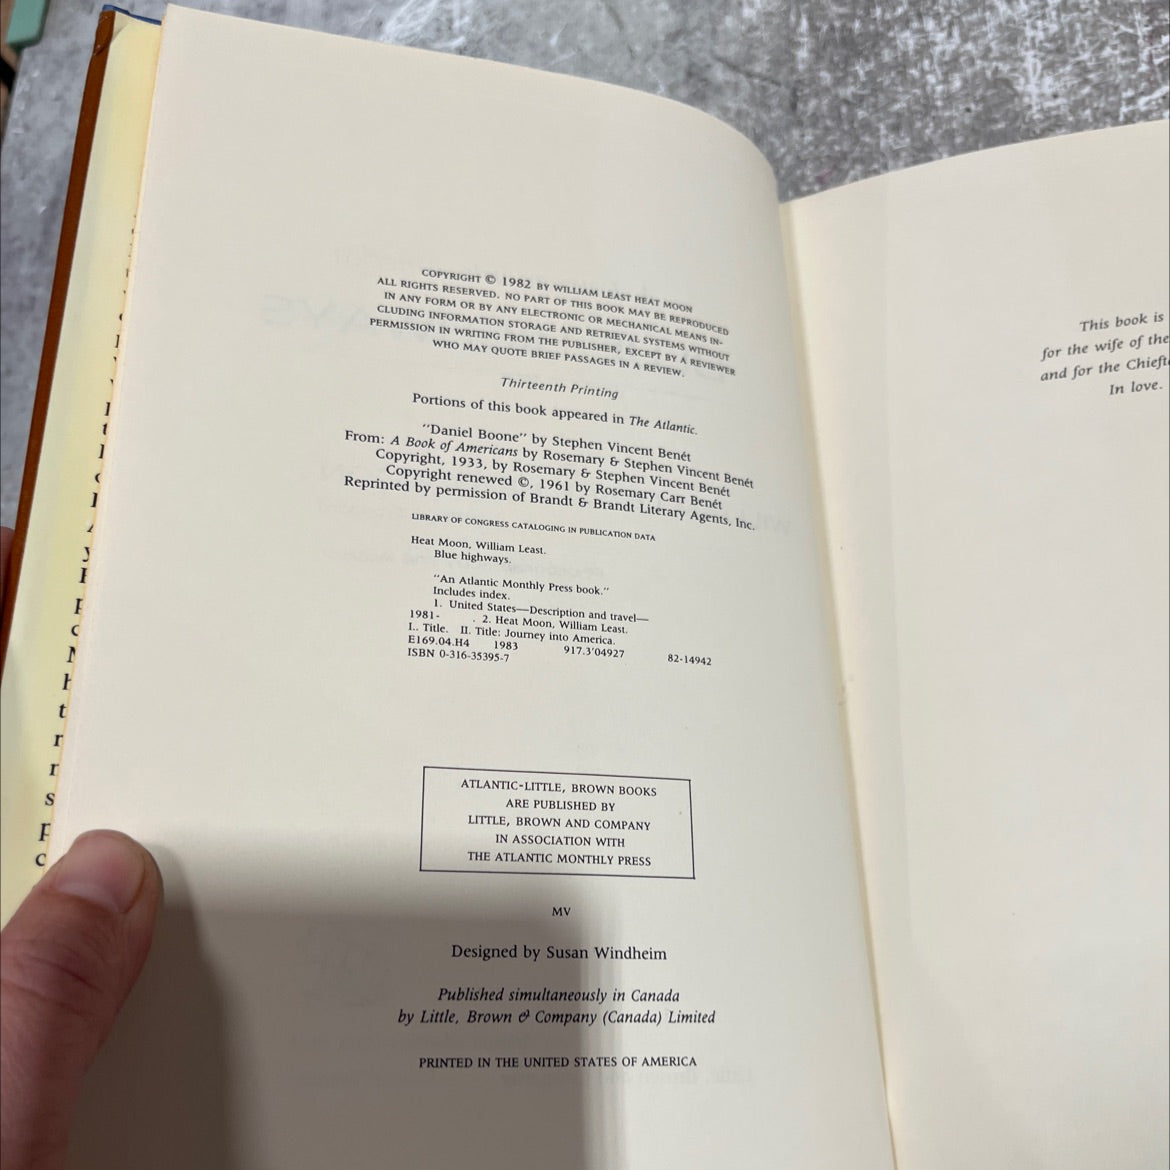 COPYRIGHT © 1982 BY WILLIAM LEAST HEAT MOON
ALL RIGHTS RESERVED. NO PART OF THIS BOOK MAY BE REPRODUCED
IN ANY FORM OR BY ANY ELECTRONIC OR MECHANICAL MEANS IN-
CLUDING INFORMATION STORAGE AND RETRIEVAL SYSTEMS WITHOUT
PERMISSION IN WRITING FROM THE PUBLISHER, EXCEPT BY A REVIEWER
WHO MAY QUOTE BRIEF PASSAGES IN A REVIEW.
Thirteenth Printing
Portions of this book appeared in The Atlantic.
"Daniel Boone" by Stephen Vincent Benét
From: A Book of Americans by Rosemary & Stephen Vincent Benét
Copyright, 1933, by Rosemary & Stephen Vincent Benét
Copyright renewed ©, 1961 by Rosemary Carr Benét
Reprinted by permission of Brandt & Brandt Literary Agents, Inc.
LIBRARY OF CONGRESS CATALOGING IN PUBLICATION DATA
Heat Moon, William Least.
Blue highways.
"An Atlantic Monthly Press book."
Includes index.
1. United States—Description and travel—
1981- . 2. Heat Moon, William Least.
I.. Title. II. Title: Journey into America.
E169.04.H4 1983 917.3'04927 82-14942
ISBN 0-316-35395-7
ATLANTIC-LITTLE, BROWN BOOKS
ARE PUBLISHED BY
LITTLE, BROWN AND COMPANY
IN ASSOCIATION WITH
THE ATLANTIC MONTHLY PRESS
MV
Designed by Susan Windheim
Published simultaneously in Canada
by Little, Brown & Company (Canada) Limited
PRINTED IN THE UNITED STATES OF AMERICA
This book is
for the wife of the
and for the
In love.